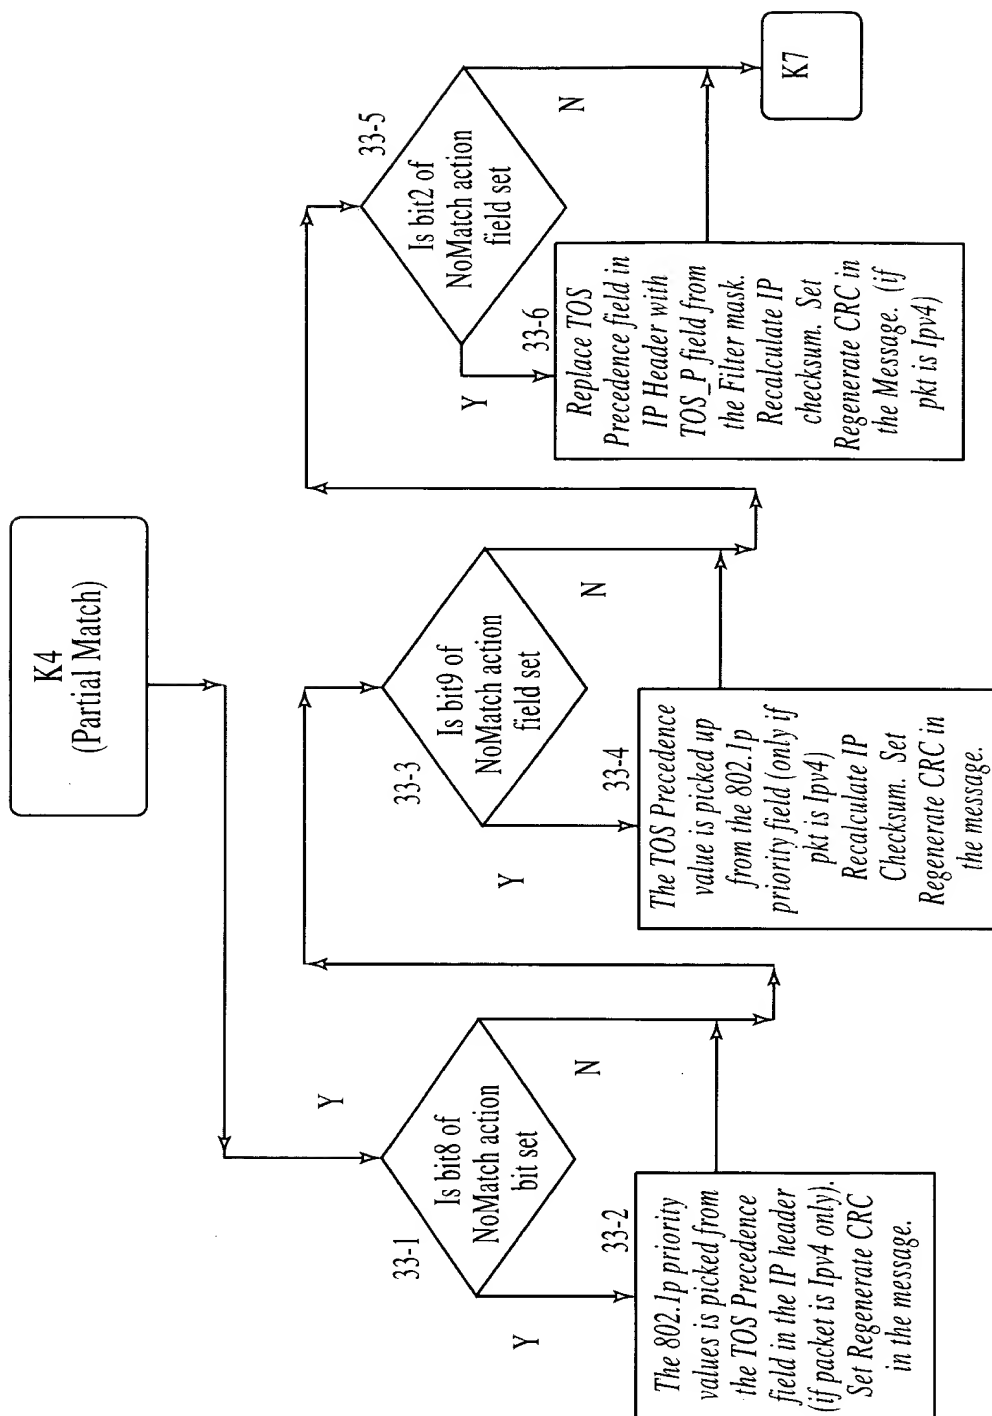 K4
(Partial Match)
Y
33-1
Is bit8 of
NoMatch action
bit set
Y
N
33-2
The 802.1p priority
values is picked from
the TOS Precedence
field in the IP header
(if packet is Ipv4 only).
Set Regenerate CRC
in the message.
33-3
Is bit9 of
NoMatch action
field set
Y
N
33-4
The TOS Precedence
value is picked up
from the 802.1p
priority field (only if
pkt is Ipv4)
Recalculate IP
Checksum. Set
Regenerate CRC in
the message.
33-5
Is bit2 of
NoMatch action
field set
Y
N
33-6
Replace TOS
Precedence field in
IP Header with
TOS_P field from
the Filter mask.
Recalculate IP
checksum. Set
Regenerate CRC in
the Message. (if
pkt is Ipv4)
K7